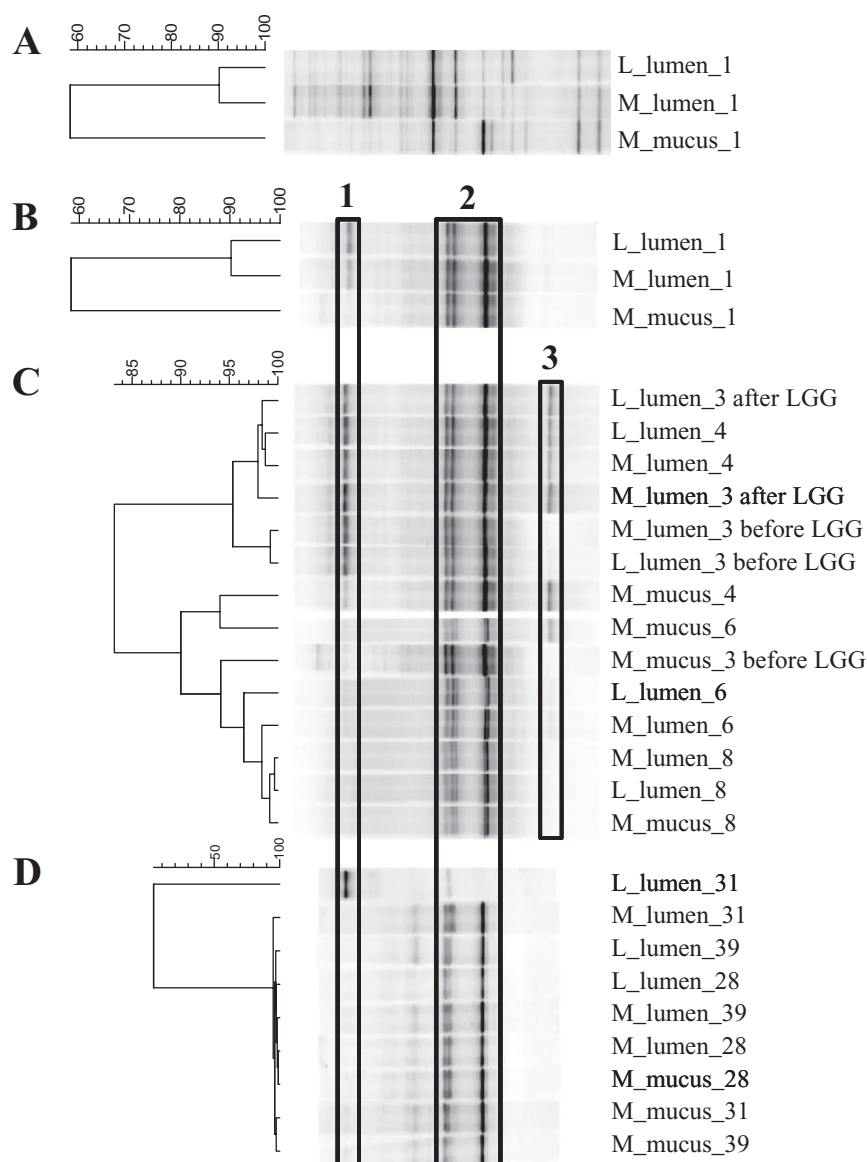 A
60
70
80
90
100
L_lumen_1
M_lumen_1
M_mucus_1
B
60
70
80
90
100
1
2
L_lumen_1
M_lumen_1
M_mucus_1
C
85
90
95
100
3
L_lumen_3 after LGG
L_lumen_4
M_lumen_4
M_lumen_3 after LGG
M_lumen_3 before LGG
L_lumen_3 before LGG
M_mucus_4
M_mucus_6
M_mucus_3 before LGG
L_lumen_6
M_lumen_6
M_lumen_8
L_lumen_8
M_mucus_8
D
50
100
L_lumen_31
M_lumen_31
L_lumen_39
L_lumen_28
M_lumen_39
M_lumen_28
M_mucus_28
M_mucus_31
M_mucus_39